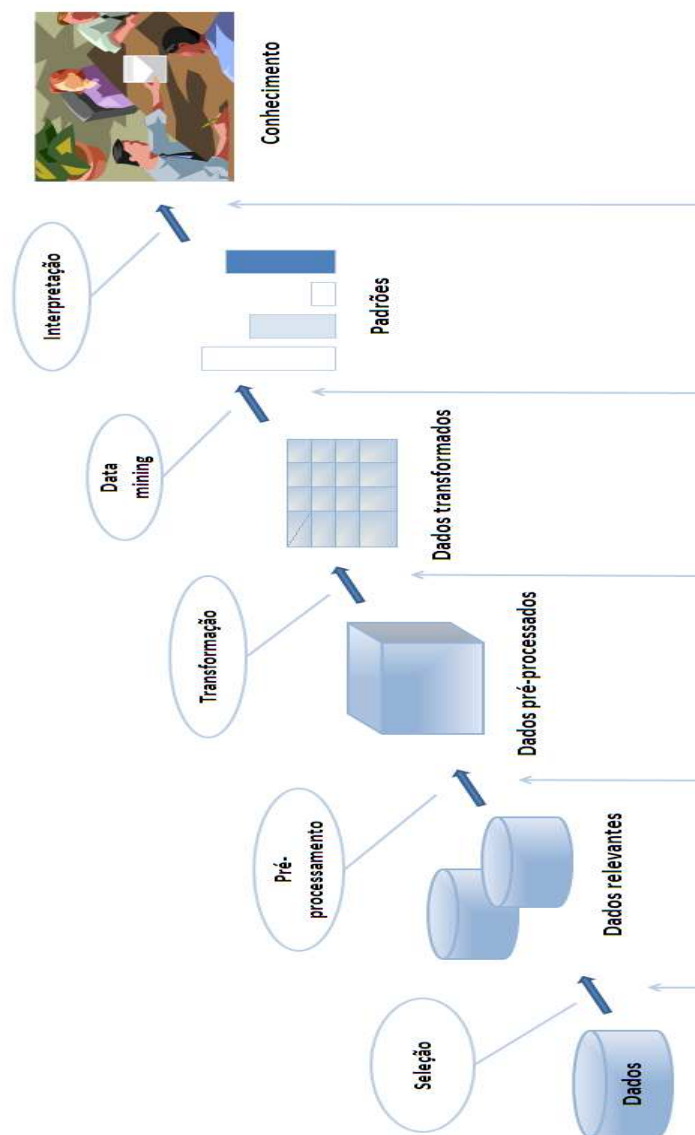 Seleção
Dados
Pré-
processamento
Dados relevantes
Transformação
Dados pré-processados
Data
mining
Dados transformados
Interpretação
Padrões
Conhecimento